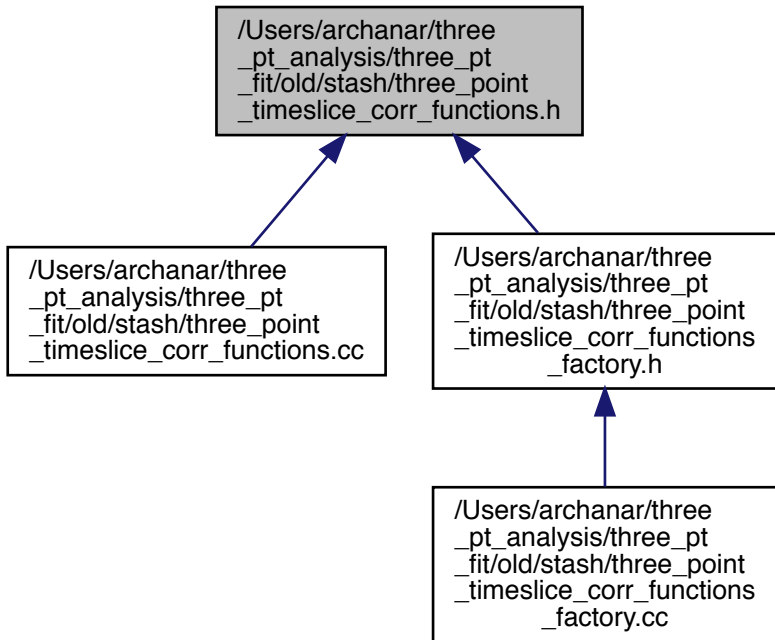 /Users/archanar/three
_pt_analysis/three_pt
_fit/old/stash/three_point
_timeslice_corr_functions.h
/Users/archanar/three
_pt_analysis/three_pt
_fit/old/stash/three_point
_timeslice_corr_functions.cc
/Users/archanar/three
_pt_analysis/three_pt
_fit/old/stash/three_point
_timeslice_corr_functions
_factory.h
/Users/archanar/three
_pt_analysis/three_pt
_fit/old/stash/three_point
_timeslice_corr_functions
_factory.cc